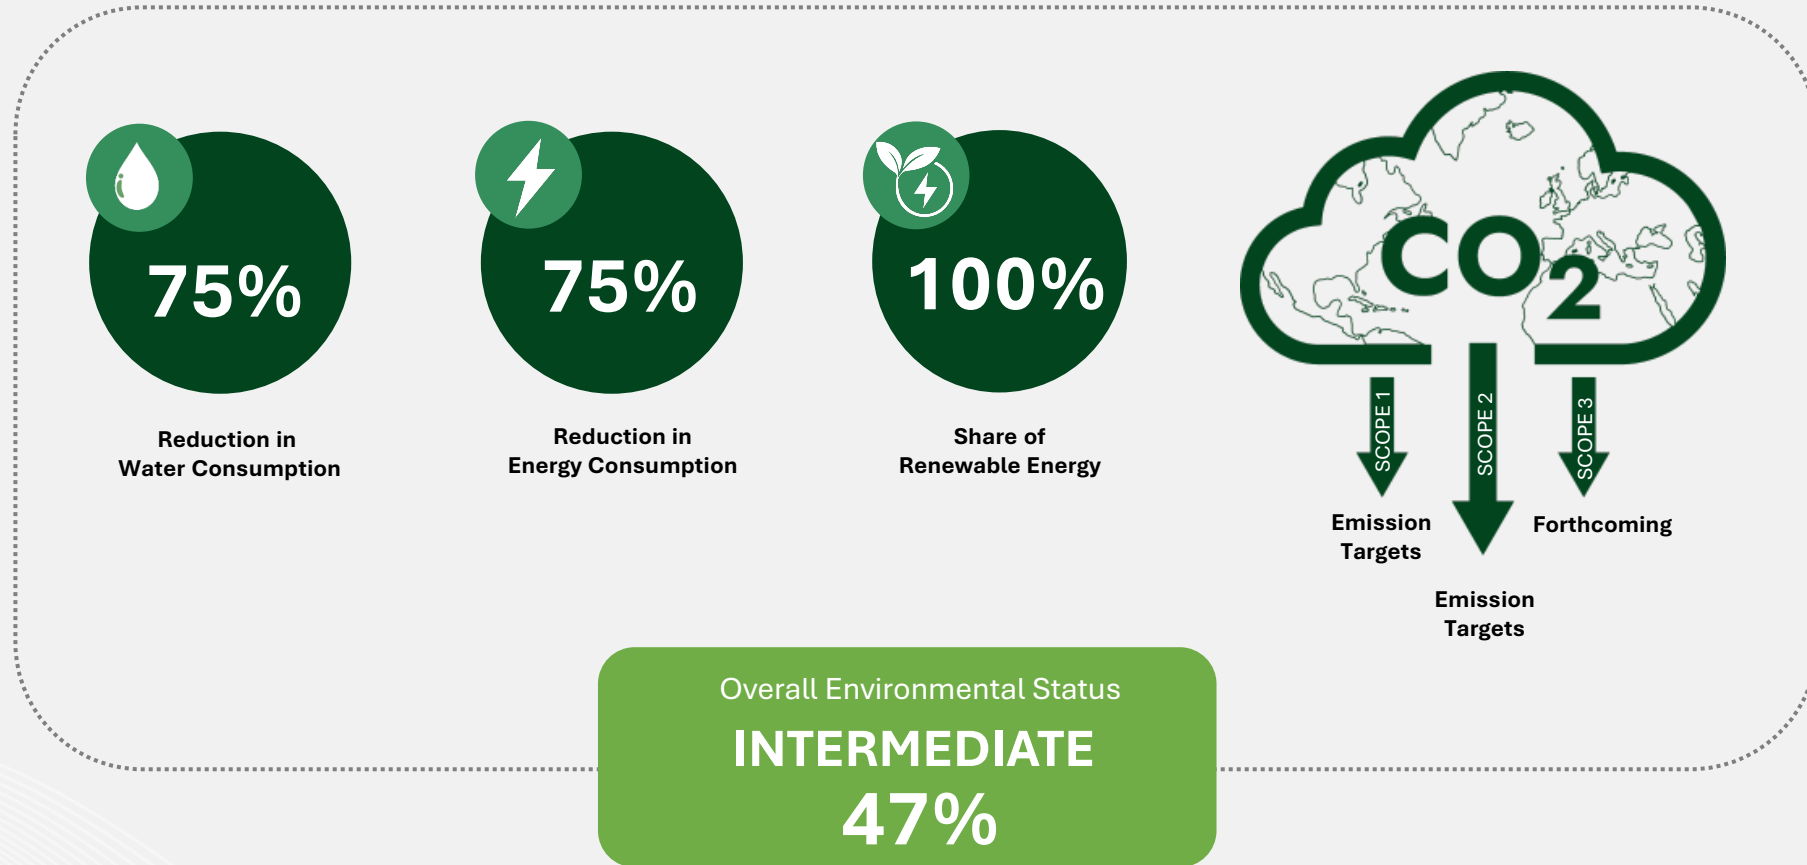 75%
Reduction in
Water Consumption
75%
Reduction in
Energy Consumption
100%
Share of
Renewable Energy
CO2
SCOPE 1
Emission
Targets
SCOPE 2
Emission
Targets
SCOPE 3
Forthcoming
Overall Environmental Status
INTERMEDIATE
47%